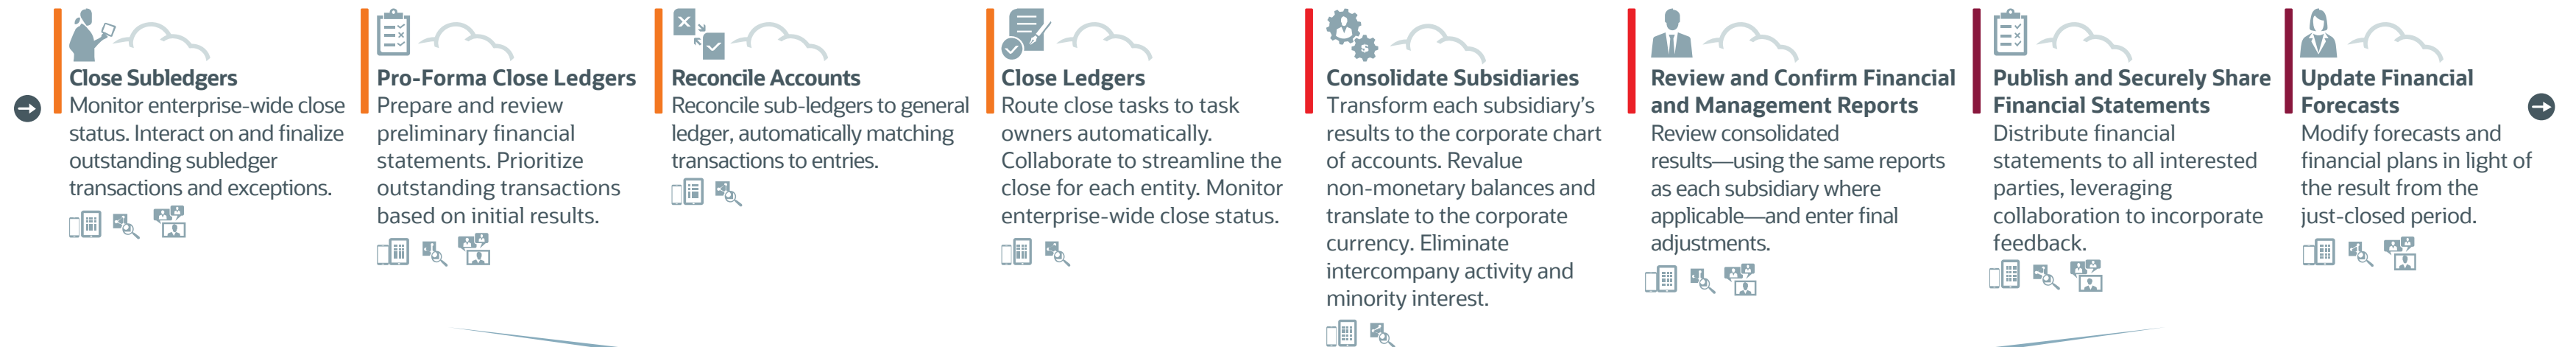 Close Subledgers
Monitor enterprise-wide close
status. Interact on and finalize
outstanding subledger
transactions and exceptions.
Pro-Forma Close Ledgers
Prepare and review
preliminary financial
statements. Prioritize
outstanding transactions
based on initial results.
Reconcile Accounts
Reconcile sub-ledgers to general
ledger, automatically matching
transactions to entries.
Close Ledgers
Route close tasks to task
owners automatically.
Collaborate to streamline the
close for each entity. Monitor
enterprise-wide close status.
Consolidate Subsidiaries
Transform each subsidiary's
results to the corporate chart
of accounts. Revalue
non-monetary balances and
translate to the corporate
currency. Eliminate
intercompany activity and
minority interest.
Review and Confirm Financial
and Management Reports
Review consolidated
results—using the same reports
as each subsidiary where
applicable—and enter final
adjustments.
Publish and Securely Share
Financial Statements
Distribute financial
statements to all interested
parties, leveraging
collaboration to incorporate
feedback.
Update Financial
Forecasts
Modify forecasts and
financial plans in light of
the result from the
just-closed period.